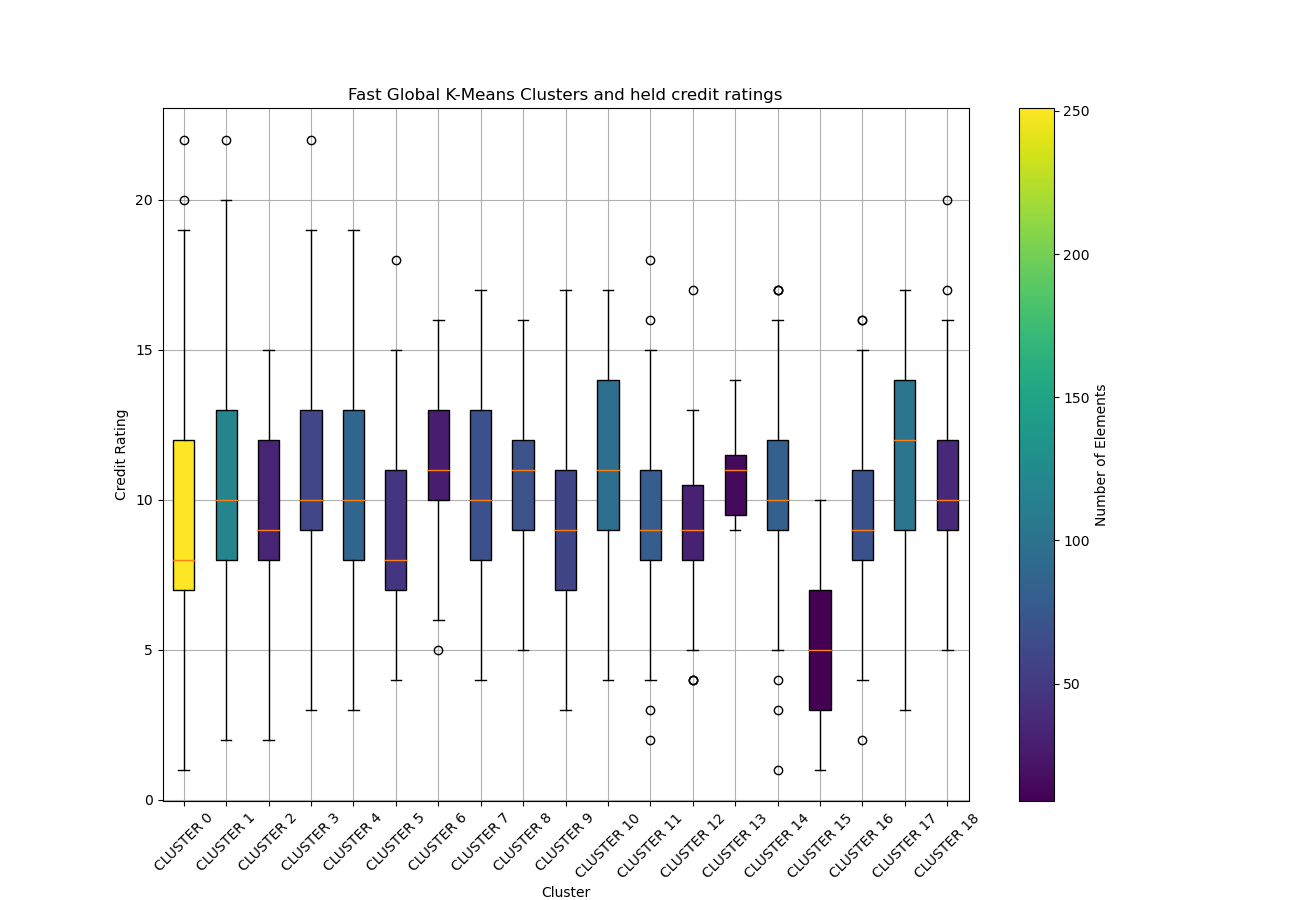 Fast Global K-Means Clusters and held credit ratings
20
15
10
5
0
Credit Rating
CLUSTER 0
CLUSTER 1
CLUSTER 2
CLUSTER 3
CLUSTER 4
CLUSTER 5
CLUSTER 6
CLUSTER 7
CLUSTER 8
CLUSTER 9
CLUSTER 10
CLUSTER 11
CLUSTER 12
CLUSTER 13
CLUSTER 14
CLUSTER 15
CLUSTER 16
CLUSTER 17
CLUSTER 18
Cluster
250
200
150
100
50
Number of Elements